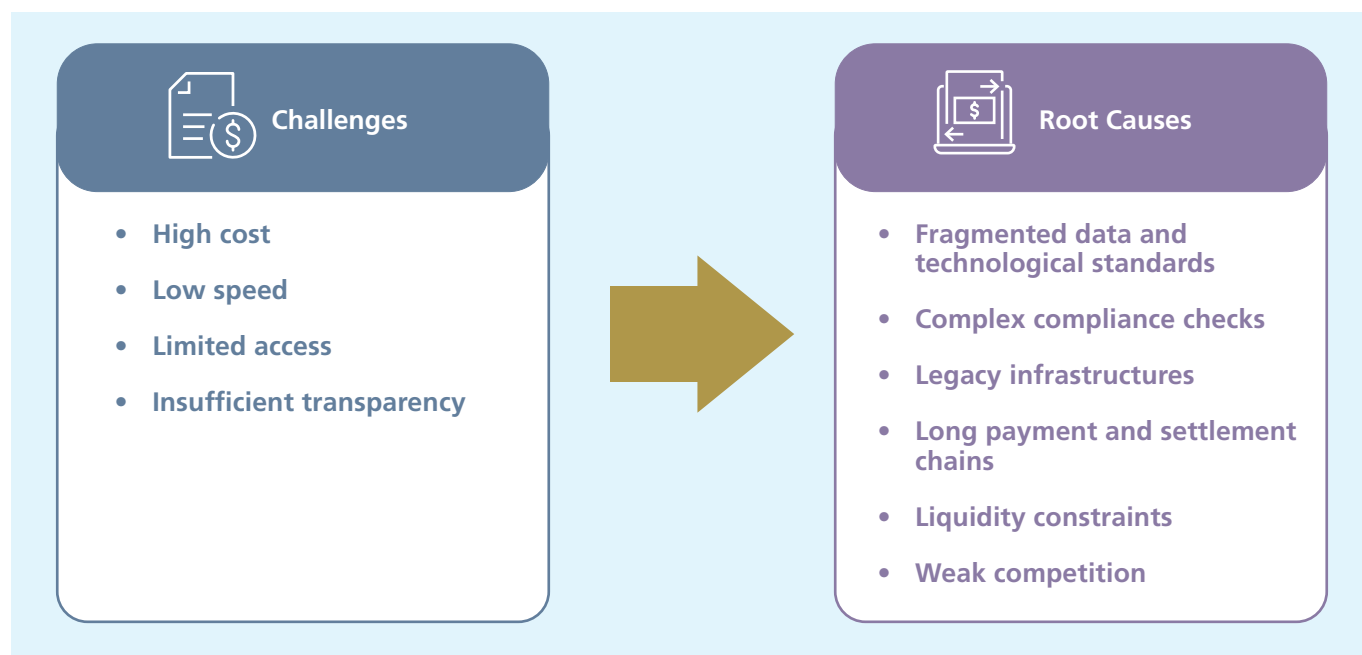 Challenges
• High cost
• Low speed
• Limited access
• Insufficient transparency
$
$
Root Causes
• Fragmented data and
technological standards
• Complex compliance checks
• Legacy infrastructures
• Long payment and settlement
chains
• Liquidity constraints
• Weak competition